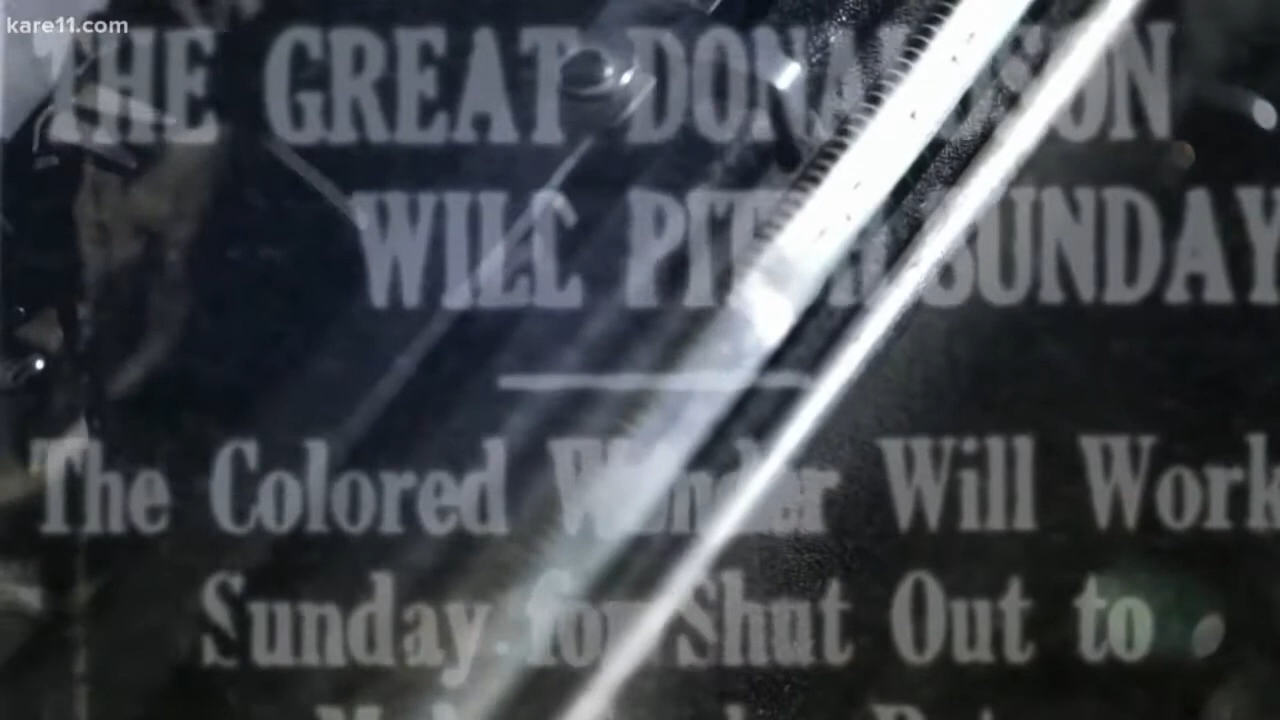 kare11.com
THE GREAT DONALDSON
WILL PITCH SUNDAY
The Colored Wonder Will Work
Sunday for Shut Out to